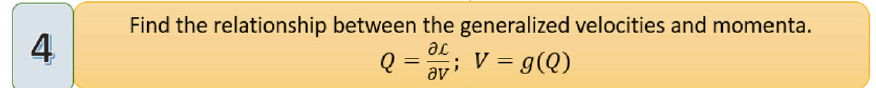 4
Find the relationship between the generalized velocities and momenta.
Q = ∂ℒ/∂V; V = g(Q)